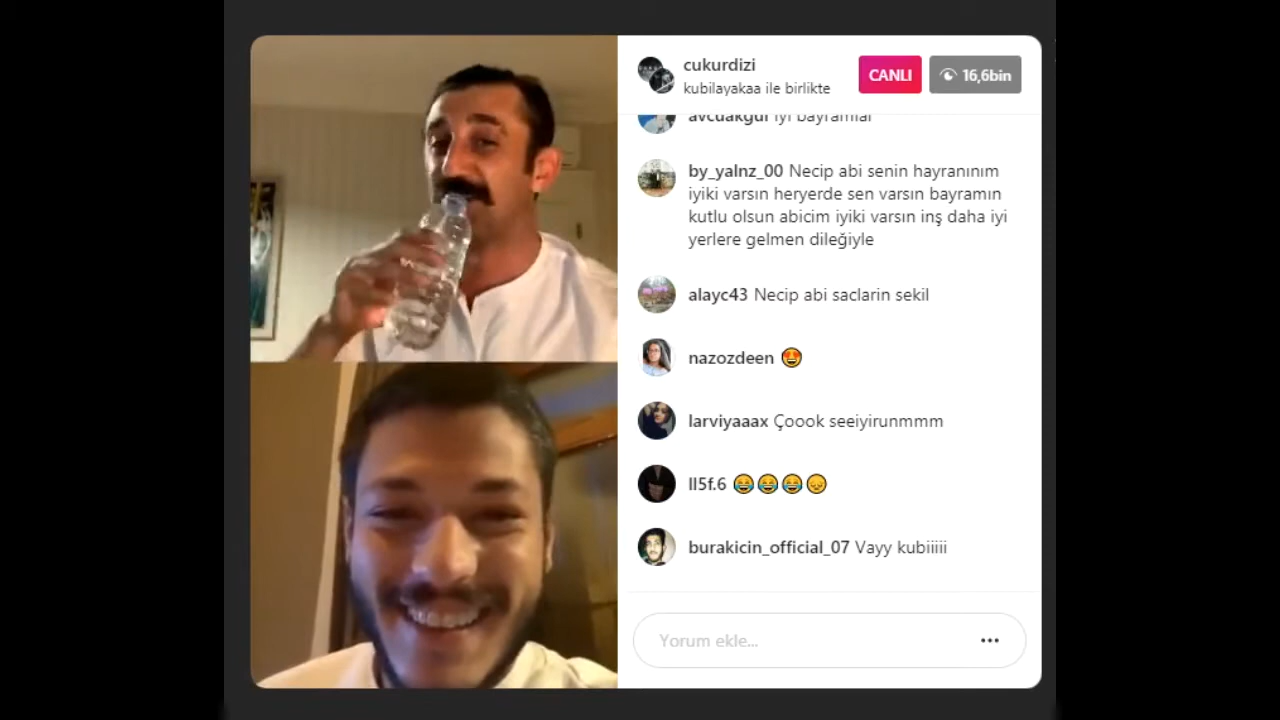 cukurdizi
kubilayakaa ile birlikte
CANLI
16,6bin
avcuakgul iyi bayramlar
by_yalnz_00 Necip abi senin hayranınım
iyiki varsın heryerde sen varsın bayramın
kutlu olsun abicim iyiki varsın inş daha iyi
yerlere gelmen dileğiyle
alayc43 Necip abi saclarin sekil
nazozdeen 🤩
larviyaaax Çoook seeiyirunmmm
ll5f.6 😂😂😂😞
burakicin_official_07 Vayy kubiiiii
Yorum ekle...